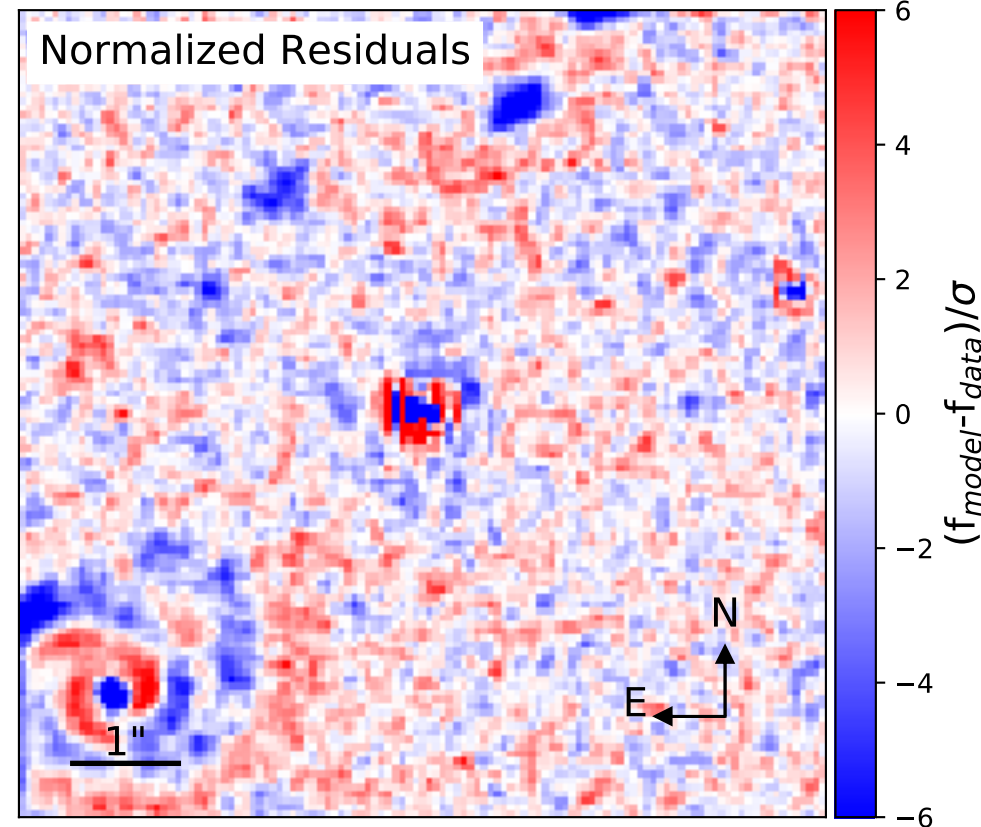 Normalized Residuals
6
4
2
0
−2
−4
−6
(f_model-f_data)/σ
N
E
1"